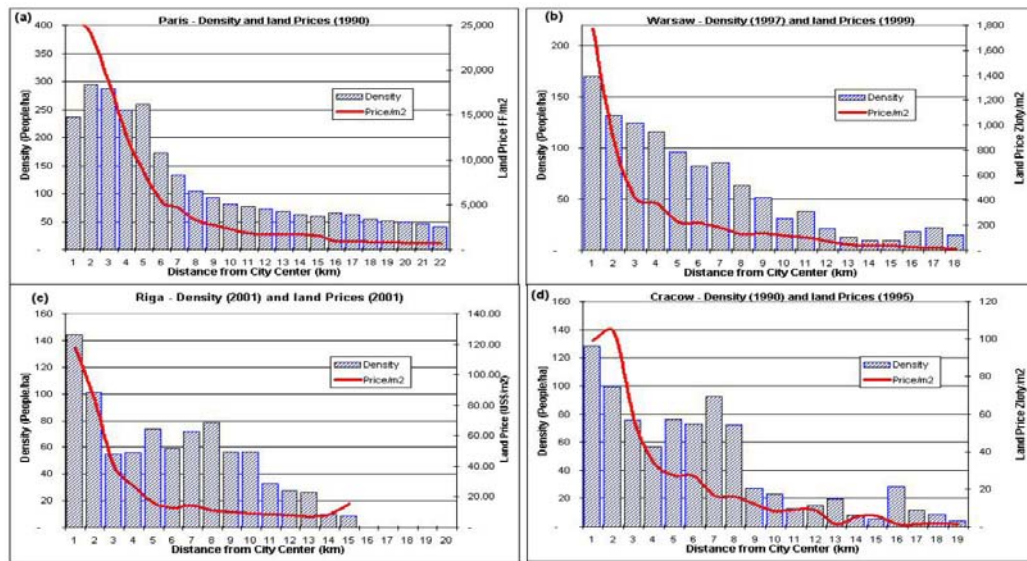 (a)
Paris - Density and land Prices (1990)
400
350
300
250
200
150
100
50
-
Density (People/ha)
25,000
20,000
15,000
10,000
5,000
-
Land Price FF/m2
Density
Price/m2
1 2 3 4 5 6 7 8 9 10 11 12 13 14 15 16 17 18 19 20 21 22
Distance from City Center (km)
(b)
Warsaw - Density (1997) and land Prices (1999)
200
150
100
50
-
Density (People/ha)
1,800
1,600
1,400
1,200
1,000
800
600
400
200
-
Land Price Zloty/m2
Density
Price/m2
1 2 3 4 5 6 7 8 9 10 11 12 13 14 15 16 17 18
Distance from City Center (km)
(c)
Riga - Density (2001) and land Prices (2001)
160
140
120
100
80
60
40
20
-
Density (People/ha)
140.00
120.00
100.00
80.00
60.00
40.00
20.00
-
Land Price (US$/m2)
Density
Price/m2
1 2 3 4 5 6 7 8 9 10 11 12 13 14 15 16 17 18 19 20
Distance from City Center (km)
(d)
Cracow - Density (1990) and land Prices (1995)
160
140
120
100
80
60
40
20
-
Density (People/ha)
120
100
80
60
40
20
-
Land Price Zloty/m2
Density
Price/m2
1 2 3 4 5 6 7 8 9 10 11 12 13 14 15 16 17 18 19
Distance from City Center (km)